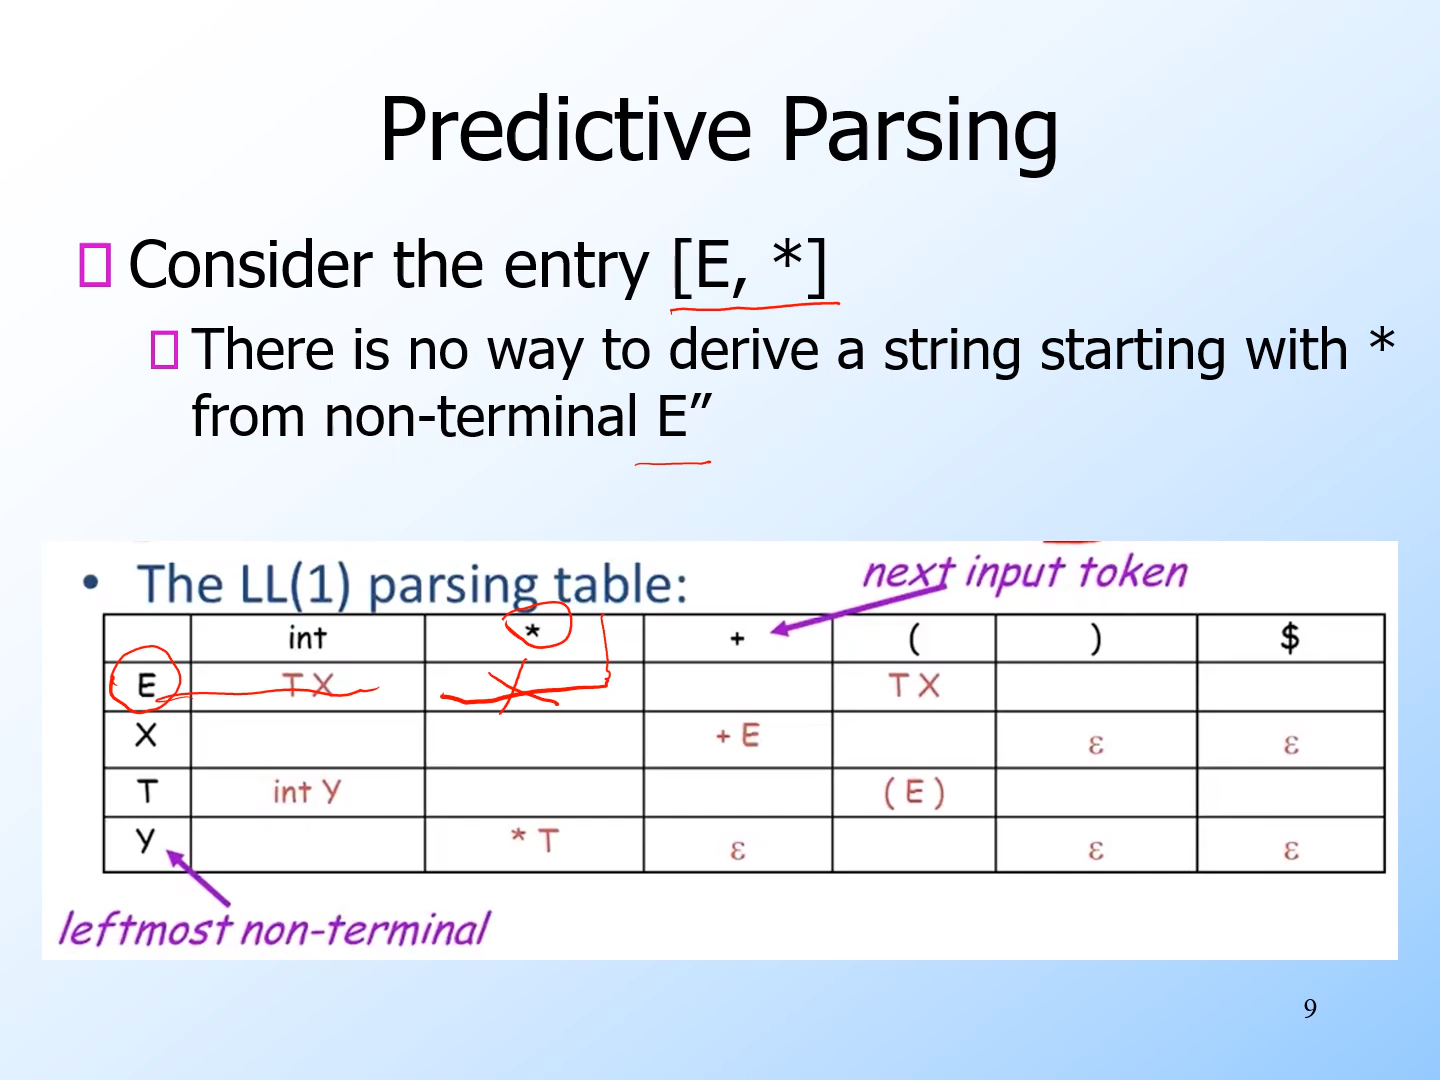 Predictive Parsing
Consider the entry [E, *]
There is no way to derive a string starting with *
from non-terminal E”
• The LL(1) parsing table:
next input token
int * + ( ) $
E T X T X
X + E ε ε
T int Y ( E )
Y * T ε ε ε
leftmost non-terminal
9